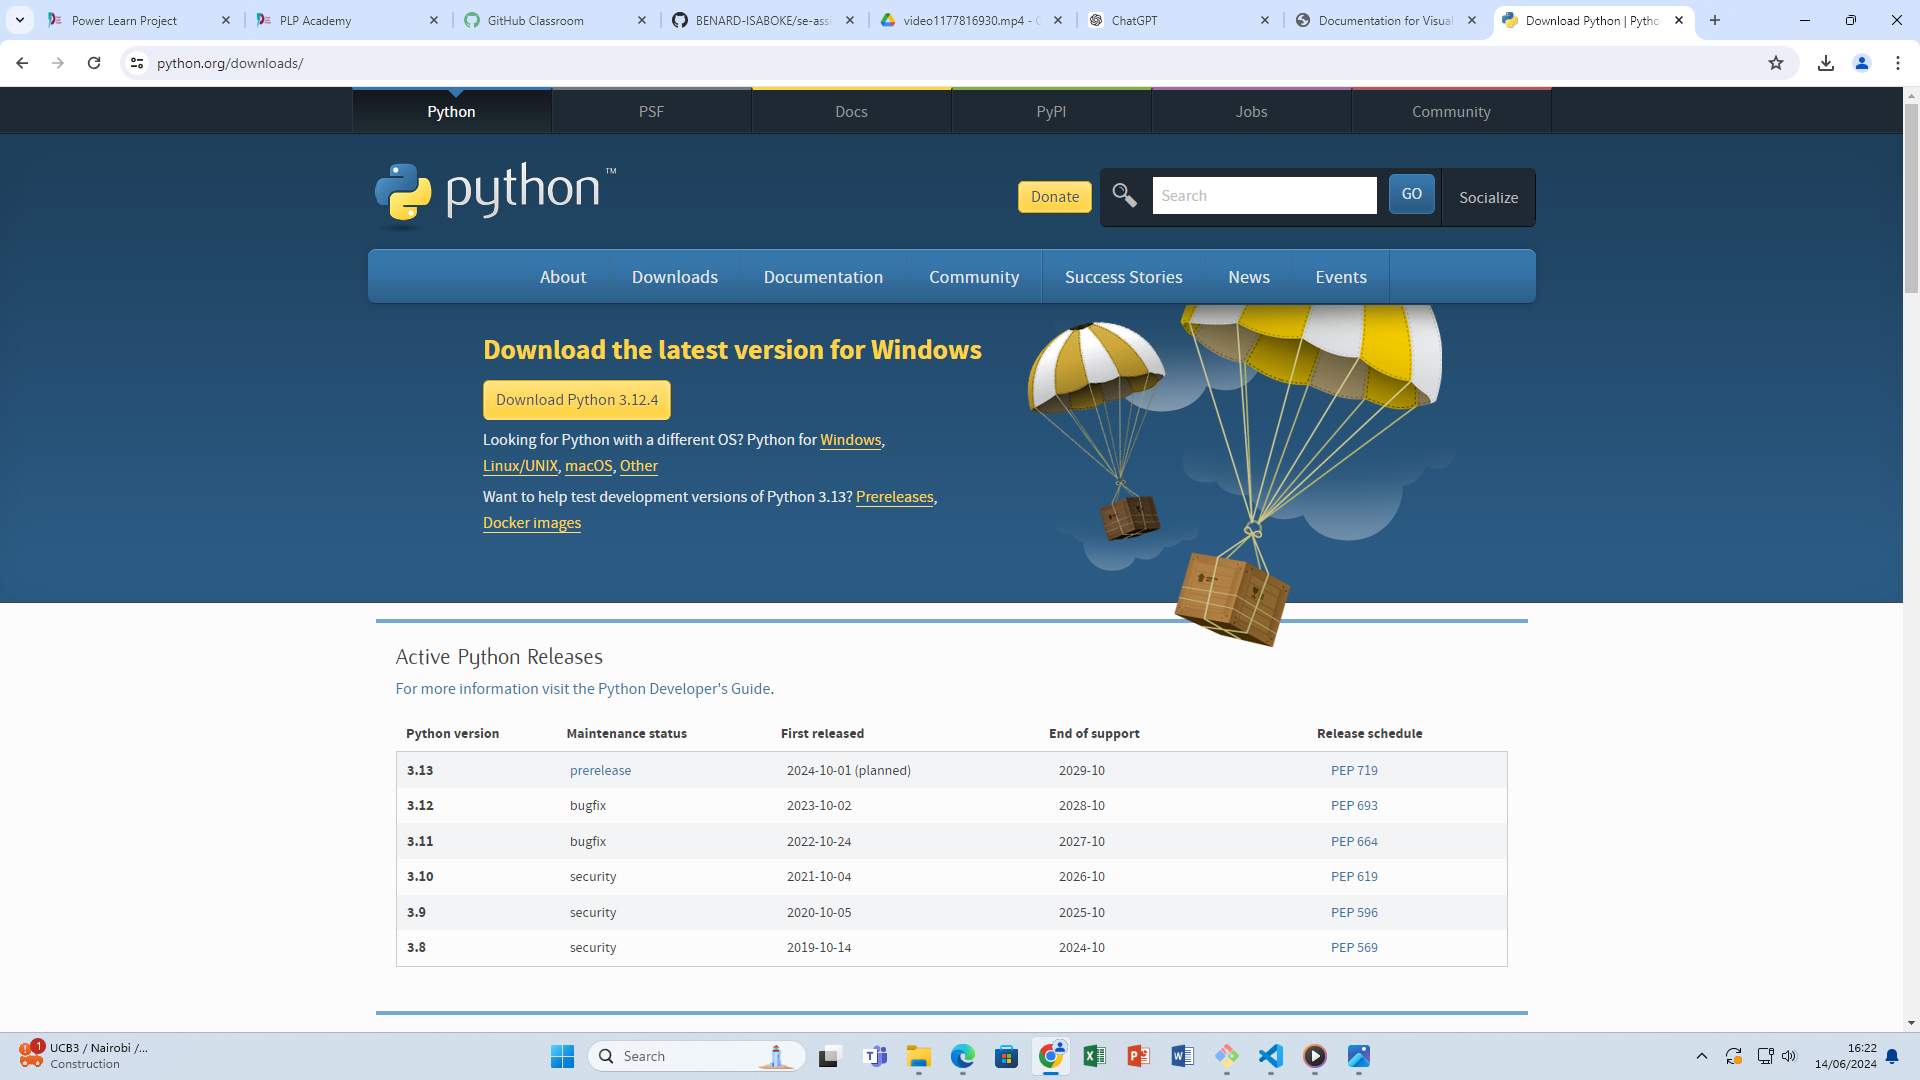 Power Learn Project
PLP Academy
GitHub Classroom
BENARD-ISABOKE/se-ass
video1177816930.mp4 -
ChatGPT
Documentation for Visual
Download Python | Pytho
python.org/downloads/
Python
PSF
Docs
PyPI
Jobs
Community
python™
Donate
Search
GO
Socialize
About
Downloads
Documentation
Community
Success Stories
News
Events
Download the latest version for Windows
Download Python 3.12.4
Looking for Python with a different OS? Python for Windows,
Linux/UNIX, macOS, Other
Want to help test development versions of Python 3.13? Prereleases,
Docker images
Active Python Releases
For more information visit the Python Developer's Guide.
Python version Maintenance status First released End of support Release schedule
3.13 prerelease 2024-10-01 (planned) 2029-10 PEP 719
3.12 bugfix 2023-10-02 2028-10 PEP 693
3.11 bugfix 2022-10-24 2027-10 PEP 664
3.10 security 2021-10-04 2026-10 PEP 619
3.9 security 2020-10-05 2025-10 PEP 596
3.8 security 2019-10-14 2024-10 PEP 569
1
UCB3 / Nairobi /...
Construction
Search
16:22
14/06/2024